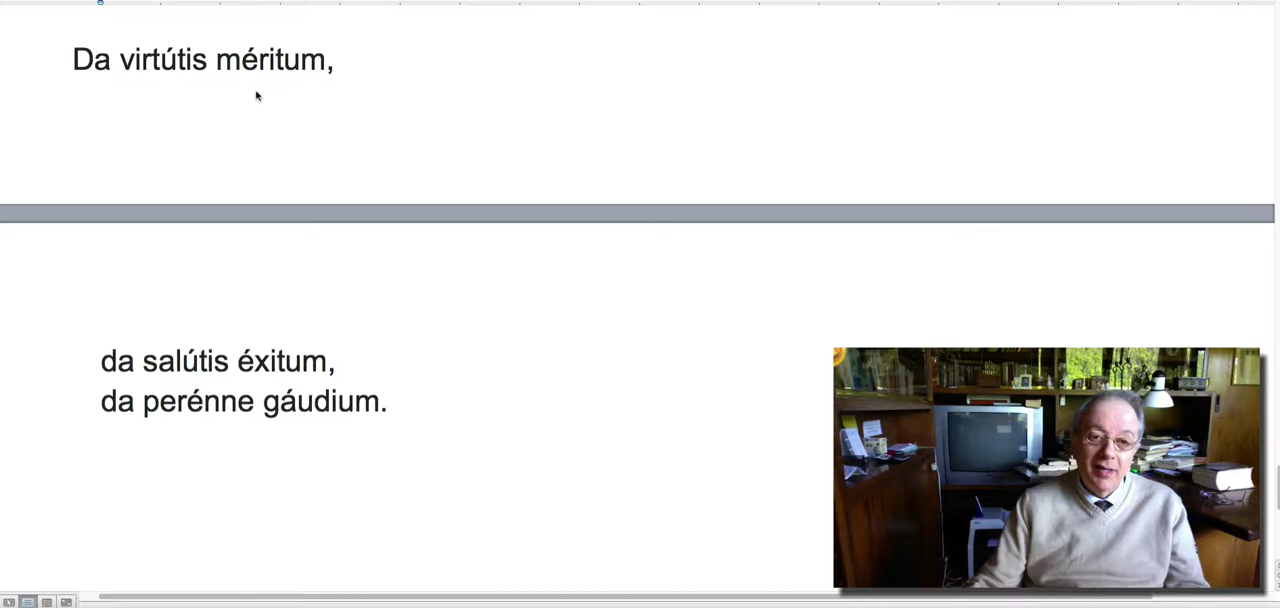 Da virtútis méritum,
da salútis éxitum,
da perénne gáudium.